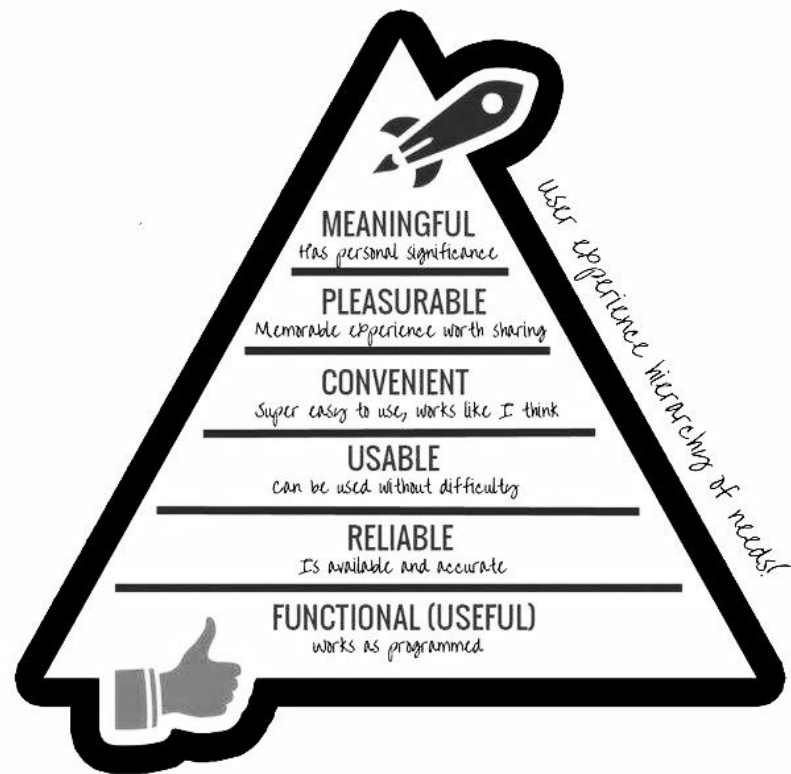 MEANINGFUL
Has personal significance
PLEASURABLE
Memorable experience worth sharing
CONVENIENT
Super easy to use, works like I think
USABLE
Can be used without difficulty
RELIABLE
Is available and accurate
FUNCTIONAL (USEFUL)
works as programmed
user experience hierarchy of needs!